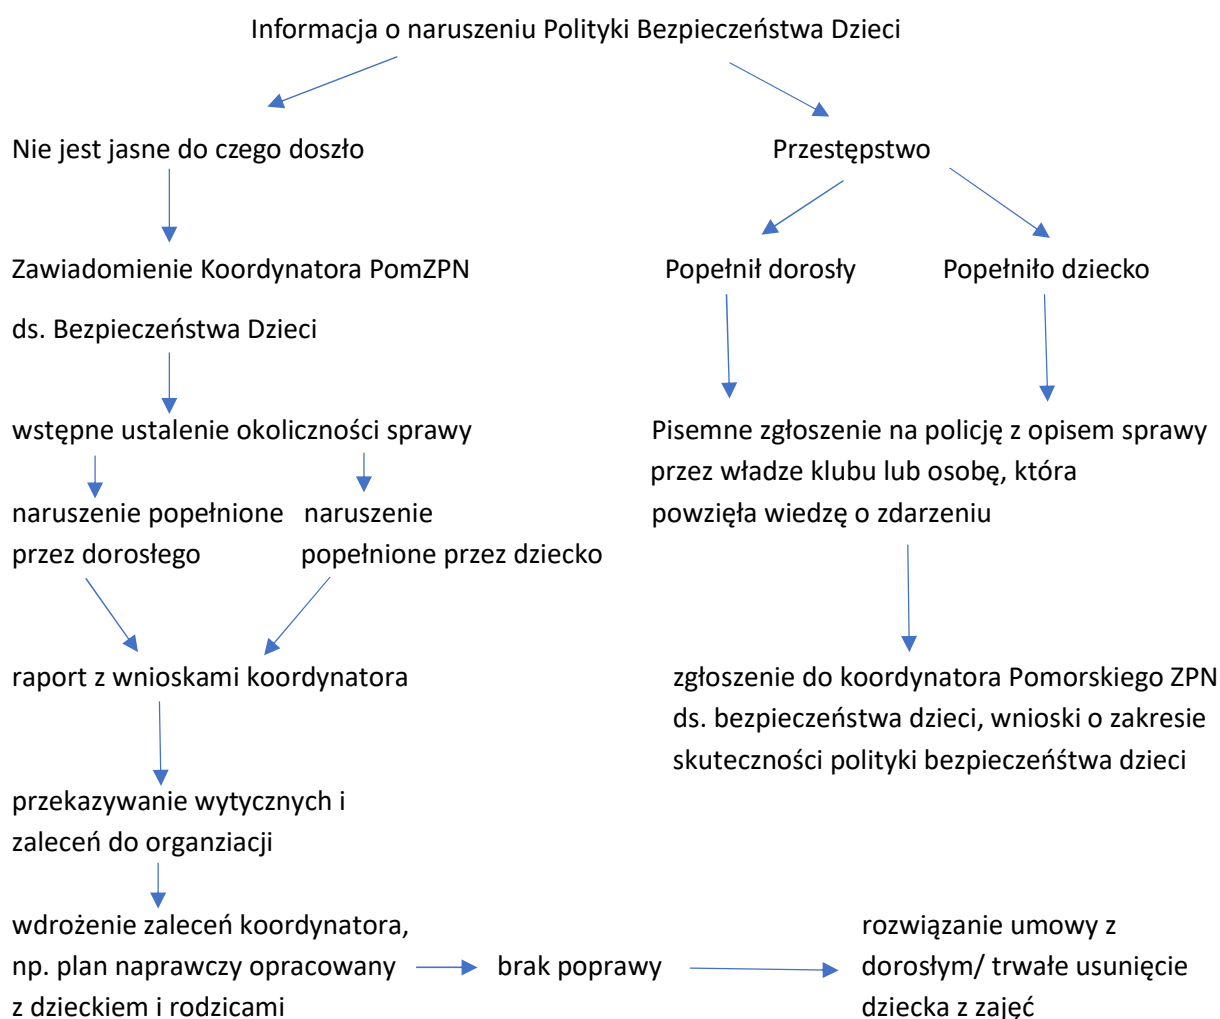 Informacja o naruszeniu Polityki Bezpieczeństwa Dzieci
Nie jest jasne do czego doszło
Przestępstwo
Zawiadomienie Koordynatora PomZPN
ds. Bezpieczeństwa Dzieci
Popełnił dorosły
Popełniło dziecko
wstępne ustalenie okoliczności sprawy
Pisemne zgłoszenie na policję z opisem sprawy
przez władze klubu lub osobę, która
powzięła wiedzę o zdarzeniu
naruszenie popełnione
przez dorosłego
naruszenie
popełnione przez dziecko
raport z wnioskami koordynatora
zgłoszenie do koordynatora Pomorskiego ZPN
ds. bezpieczeństwa dzieci, wnioski o zakresie
skuteczności polityki bezpieczeńśtwa dzieci
przekazywanie wytycznych i
zaleceń do organziacji
wdrożenie zaleceń koordynatora,
np. plan naprawczy opracowany
z dzieckiem i rodzicami
brak poprawy
rozwiązanie umowy z
dorosłym/ trwałe usunięcie
dziecka z zajęć